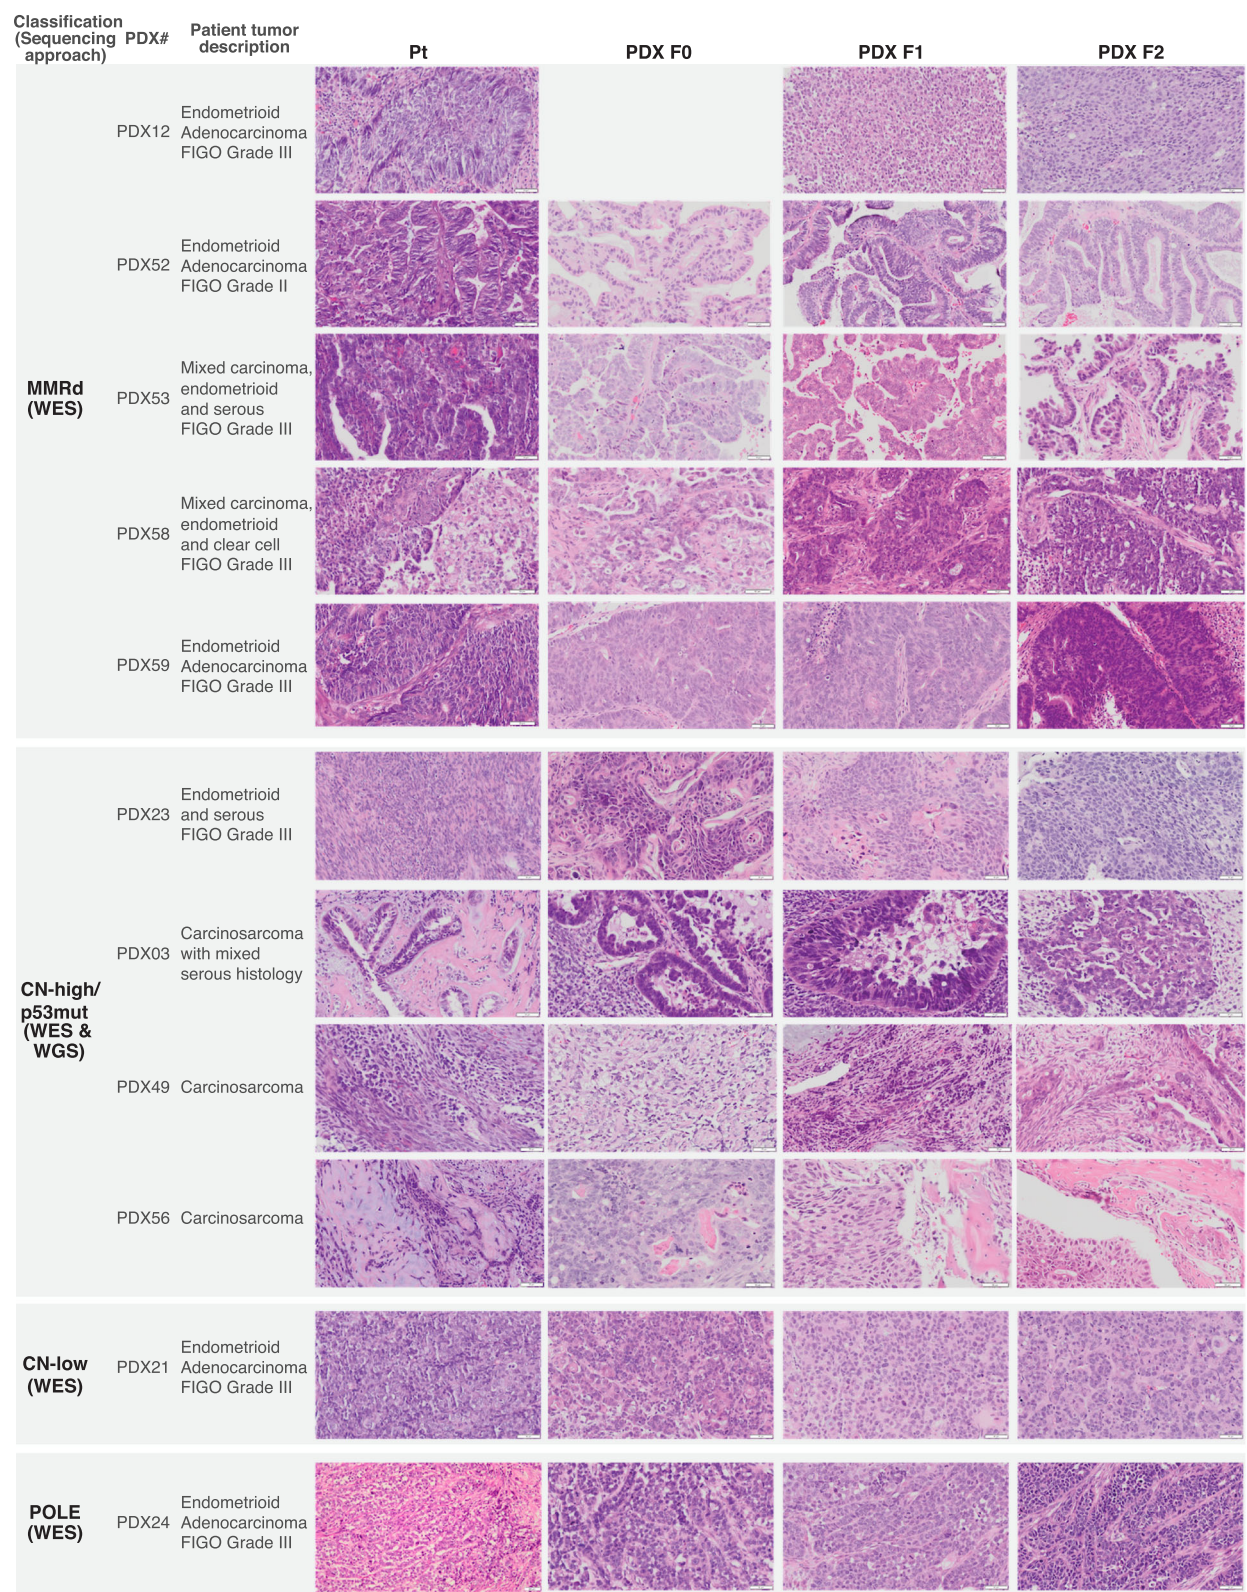 Classification
(Sequencing
approach)
PDX#
Patient tumor
description
Pt
PDX F0
PDX F1
PDX F2
MMRd
(WES)
PDX12
Endometrioid
Adenocarcinoma
FIGO Grade III
PDX52
Endometrioid
Adenocarcinoma
FIGO Grade II
PDX53
Mixed carcinoma,
endometrioid
and serous
FIGO Grade III
PDX58
Mixed carcinoma,
endometrioid
and clear cell
FIGO Grade III
PDX59
Endometrioid
Adenocarcinoma
FIGO Grade III
CN-high/
p53mut
(WES &
WGS)
PDX23
Endometrioid
and serous
FIGO Grade III
PDX03
Carcinosarcoma
with mixed
serous histology
PDX49
Carcinosarcoma
PDX56
Carcinosarcoma
CN-low
(WES)
PDX21
Endometrioid
Adenocarcinoma
FIGO Grade III
POLE
(WES)
PDX24
Endometrioid
Adenocarcinoma
FIGO Grade III